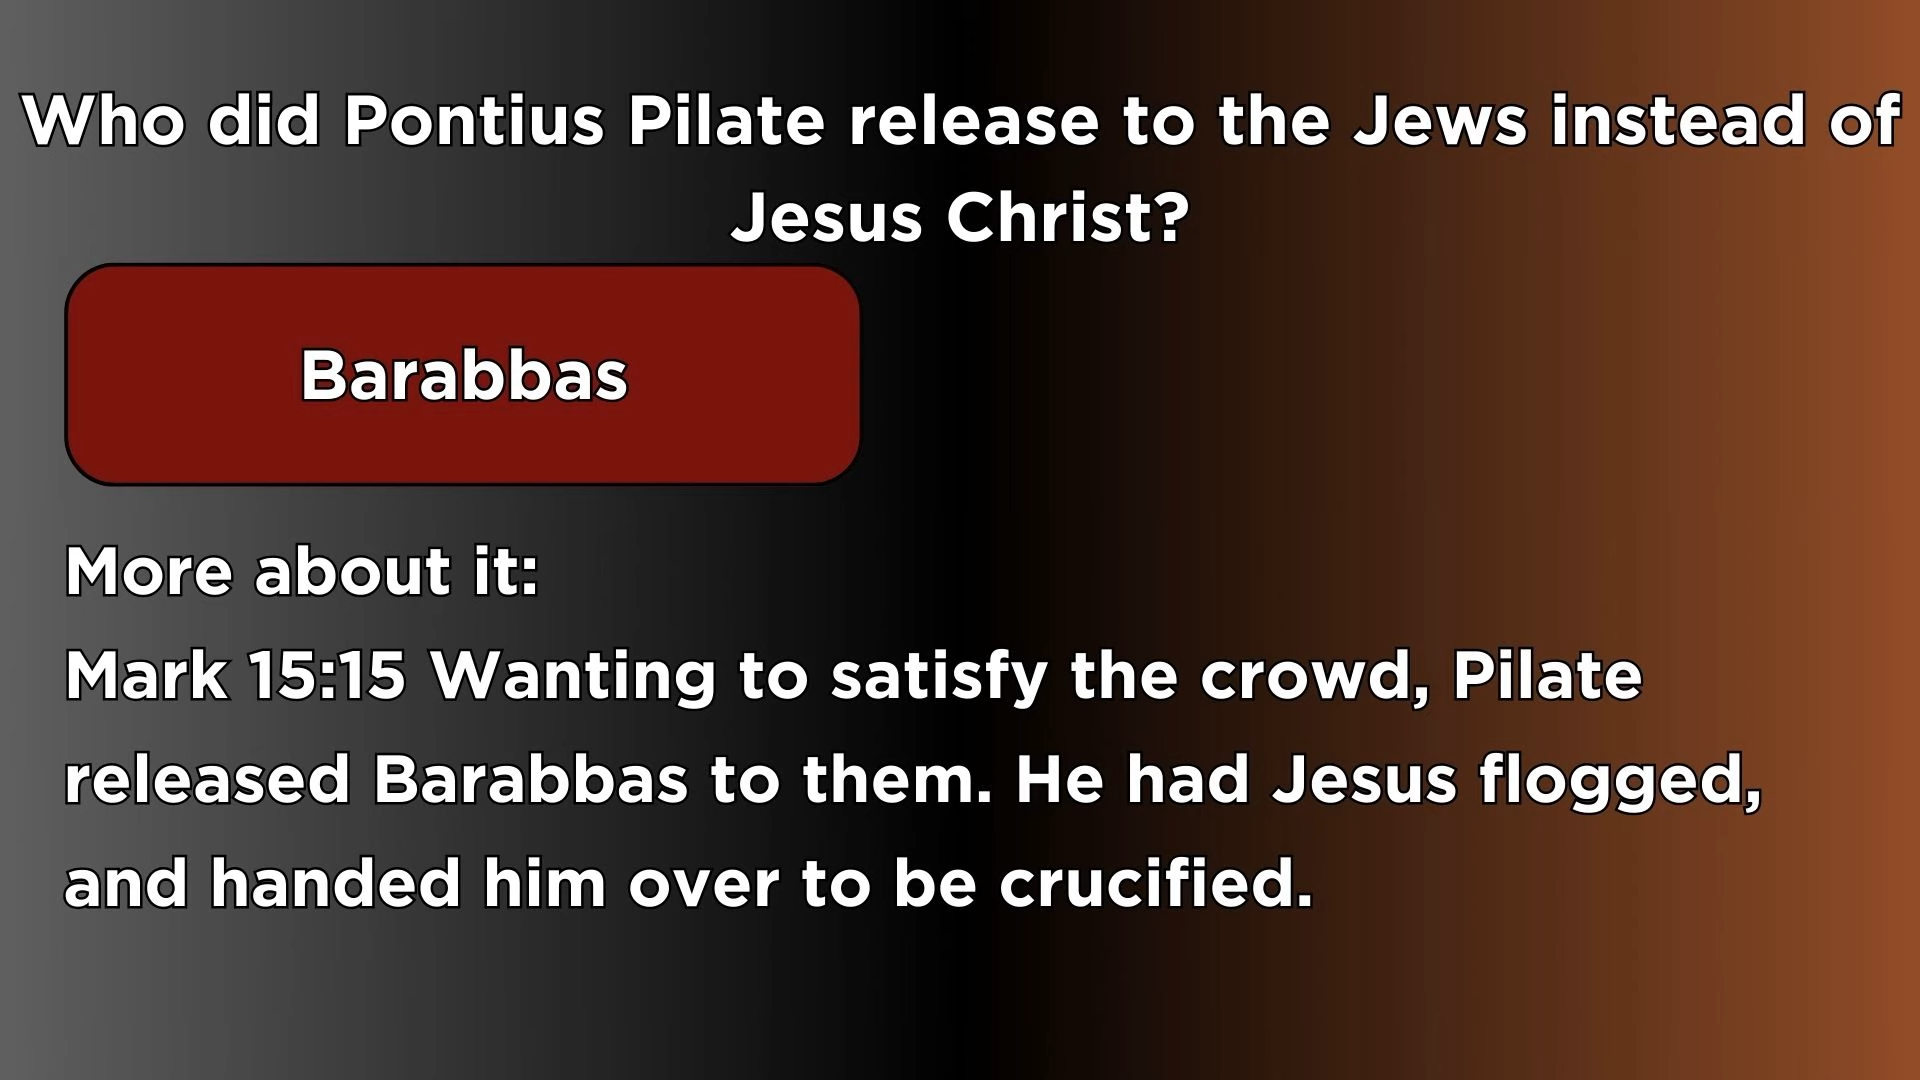 Who did Pontius Pilate release to the Jews instead of
Jesus Christ?
Barabbas
More about it:
Mark 15:15 Wanting to satisfy the crowd, Pilate
released Barabbas to them. He had Jesus flogged,
and handed him over to be crucified.